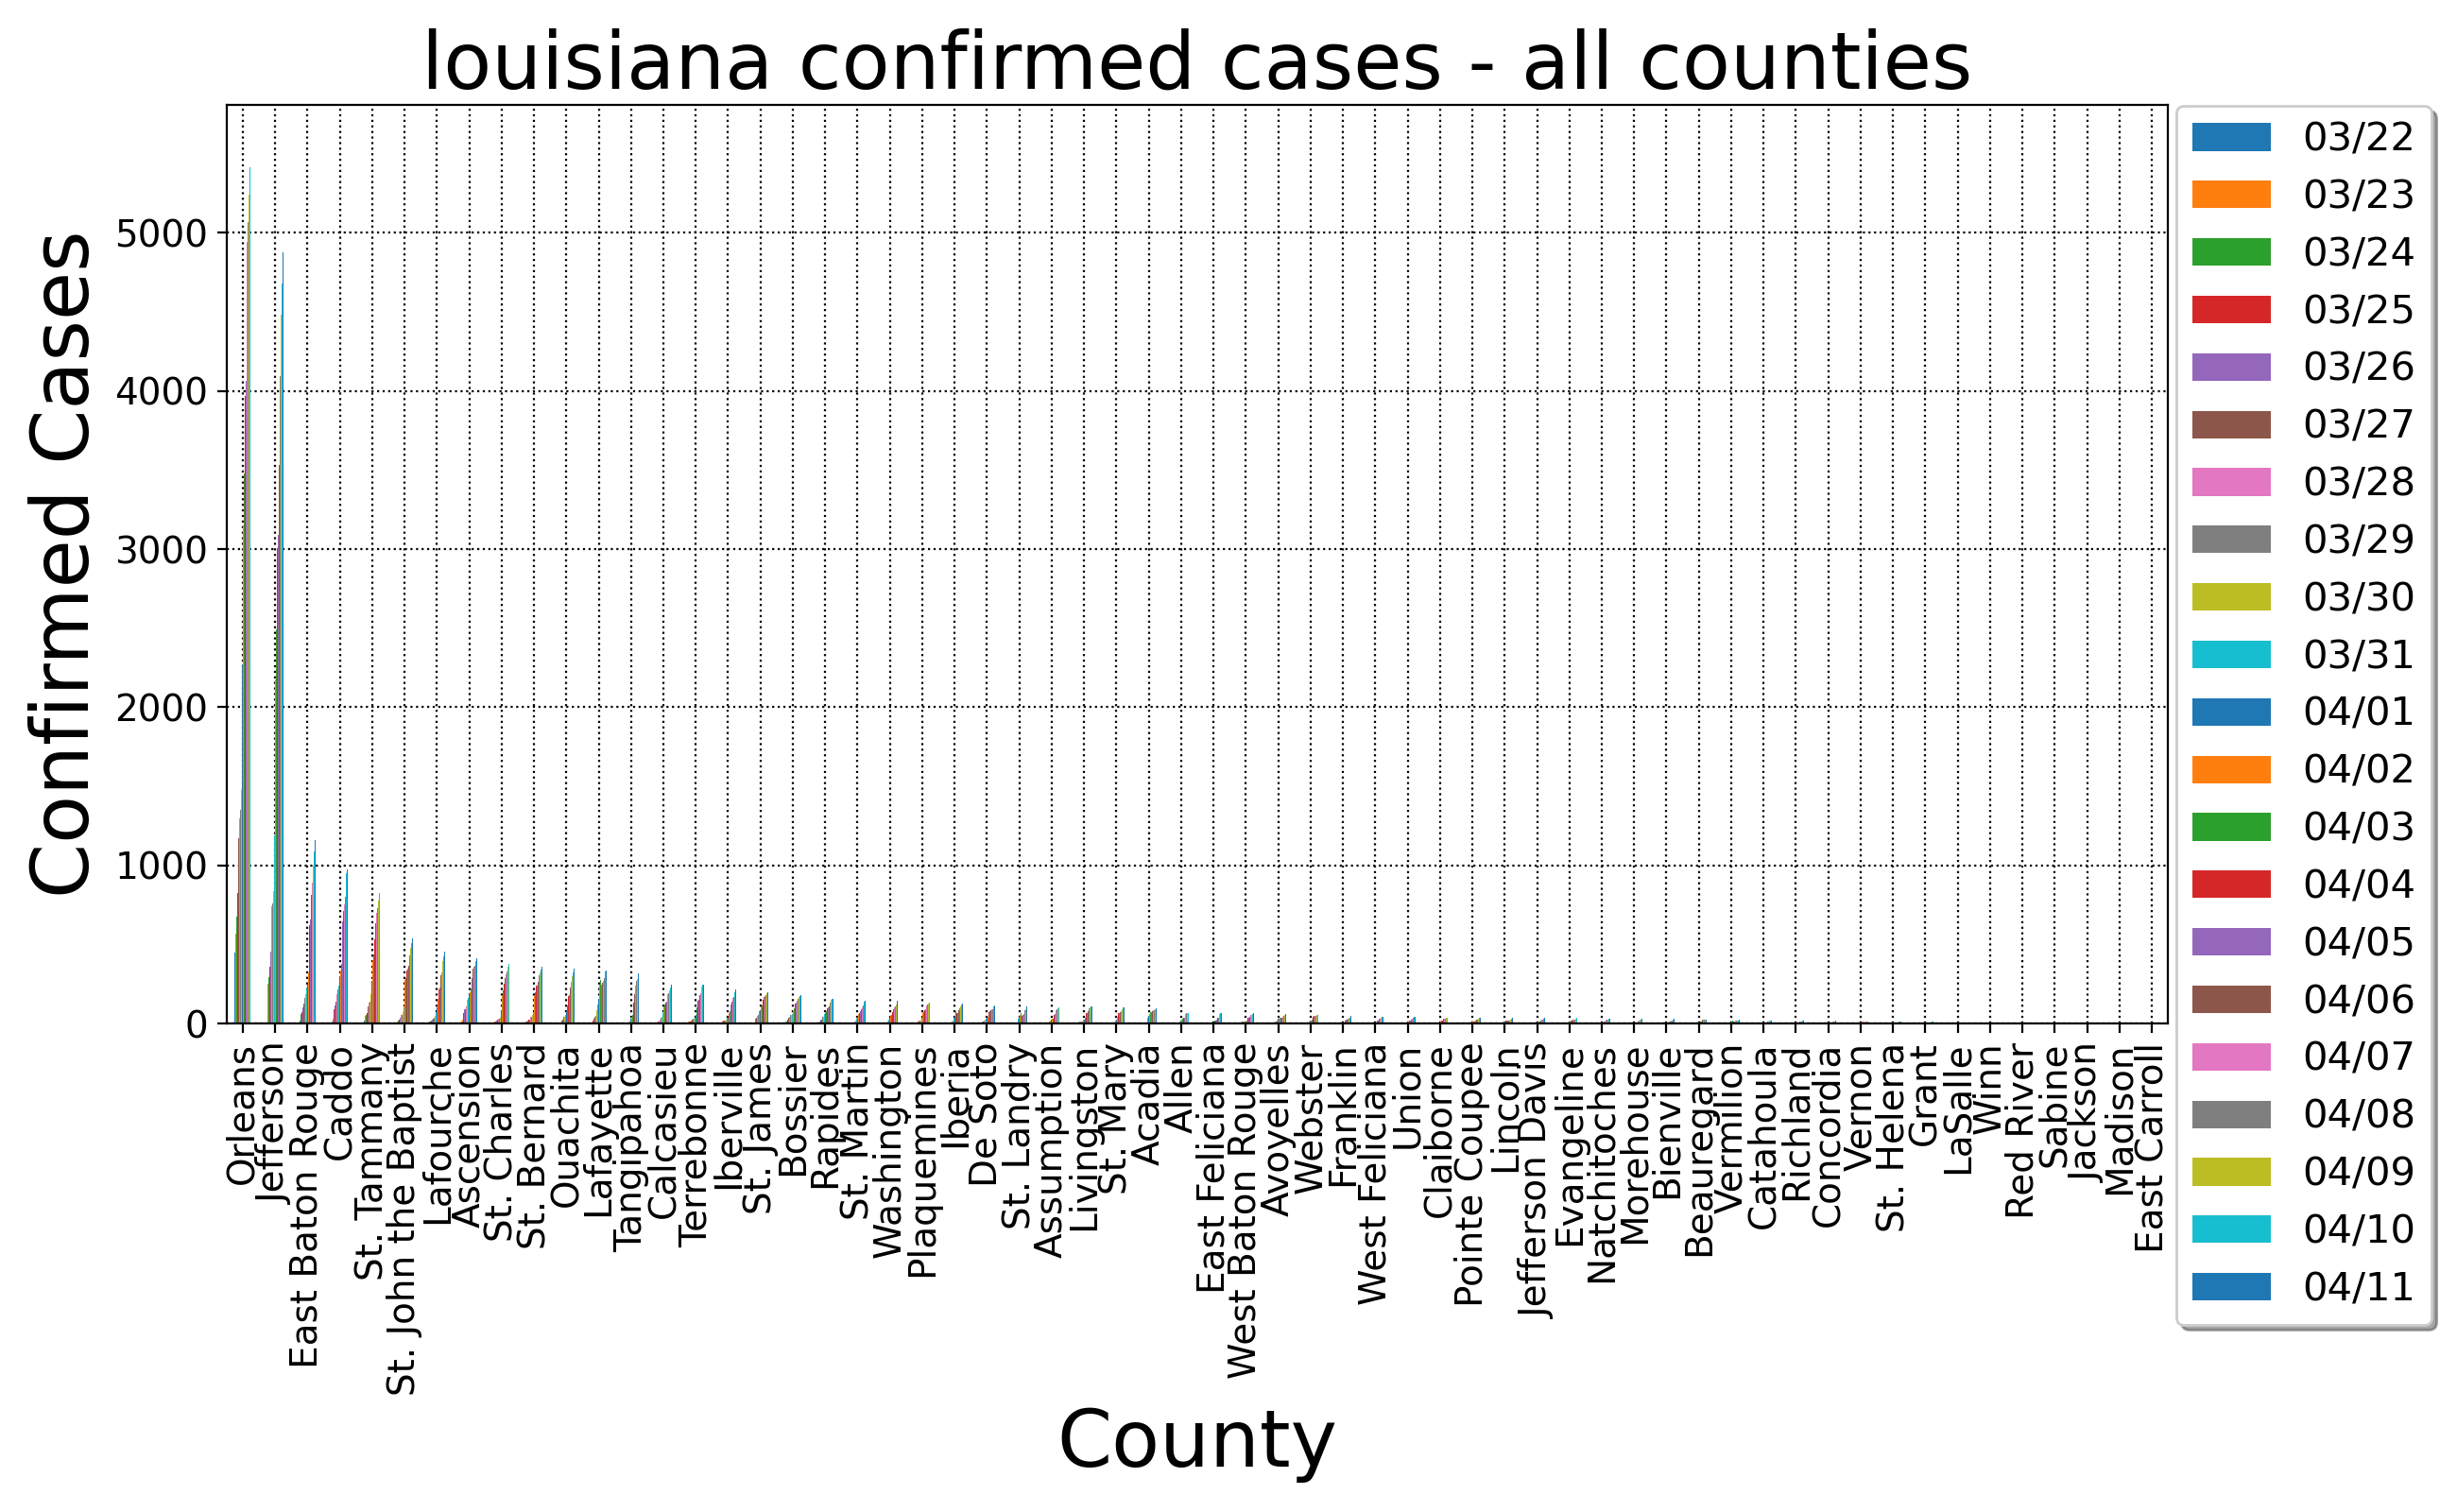 louisiana confirmed cases - all counties
Confirmed Cases
5000
4000
3000
2000
1000
0
Orleans
Jefferson
East Baton Rouge
Caddo
St. Tammany
St. John the Baptist
Lafourche
Ascension
St. Charles
St. Bernard
Ouachita
Lafayette
Tangipahoa
Calcasieu
Terrebonne
Iberville
St. James
Bossier
Rapides
St. Martin
Washington
Plaquemines
Iberia
De Soto
St. Landry
Assumption
Livingston
St. Mary
Acadia
Allen
East Feliciana
West Baton Rouge
Avoyelles
Webster
Franklin
West Feliciana
Union
Claiborne
Pointe Coupee
Lincoln
Jefferson Davis
Evangeline
Natchitoches
Morehouse
Bienville
Beauregard
Vermilion
Catahoula
Richland
Concordia
Vernon
St. Helena
Grant
LaSalle
Winn
Red River
Sabine
Jackson
Madison
East Carroll
County
03/22
03/23
03/24
03/25
03/26
03/27
03/28
03/29
03/30
03/31
04/01
04/02
04/03
04/04
04/05
04/06
04/07
04/08
04/09
04/10
04/11